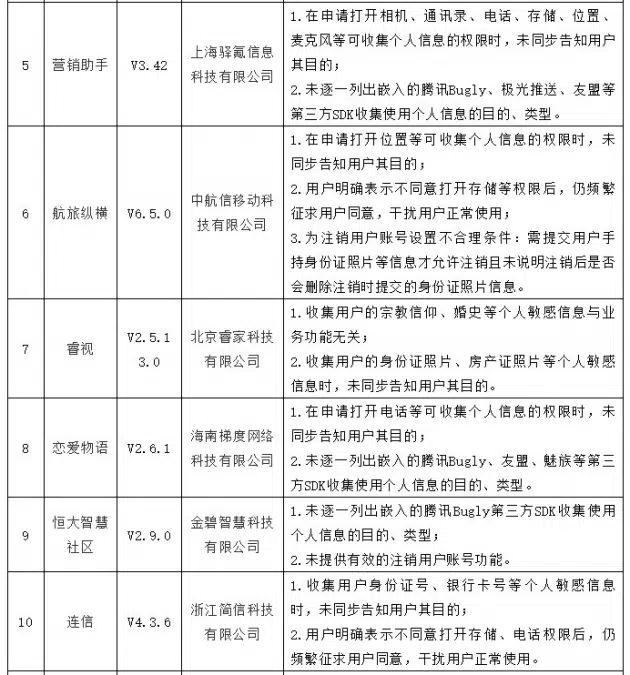 5
营销助手
V3.42
上海驿氪信息
科技有限公司
1.在申请打开相机、通讯录、电话、存储、位置、
麦克风等可收集个人信息的权限时，未同步告知用户
其目的；
2.未逐一列出嵌入的腾讯Bugly、极光推送、友盟等
第三方SDK收集使用个人信息的目的、类型。
6
航旅纵横
V6.5.0
中航信移动科
技有限公司
1.在申请打开位置等可收集个人信息的权限时，未
同步告知用户其目的；
2.用户明确表示不同意打开存储等权限后，仍频繁
征求用户同意，干扰用户正常使用；
3.为注销用户账号设置不合理条件：需提交用户手
持身份证照片等信息才允许注销且未说明注销后是否
会删除注销时提交的身份证照片信息。
7
睿视
V2.5.1
3.0
北京睿家科技
有限公司
1.收集用户的宗教信仰、婚史等个人敏感信息与业
务功能无关；
2.收集用户的身份证照片、房产证照片等个人敏感
信息时，未同步告知用户其目的。
8
恋爱物语
V2.6.1
海南梯度网络
科技有限公司
1.在申请打开电话等可收集个人信息的权限时，未
同步告知用户其目的；
2.未逐一列出嵌入的腾讯Bugly、友盟、魅族等第三
方SDK收集使用个人信息的目的、类型。
9
恒大智慧
社区
V2.9.0
金碧智慧科技
有限公司
1.未逐一列出嵌入的腾讯Bugly第三方SDK收集使用
个人信息的目的、类型；
2.未提供有效的注销用户账号功能。
10
连信
V4.3.6
浙江简信科技
有限公司
1.收集用户身份证号、银行卡号等个人敏感信息
时，未同步告知用户其目的；
2.用户明确表示不同意打开存储、电话权限后，仍
频繁征求用户同意，干扰用户正常使用。